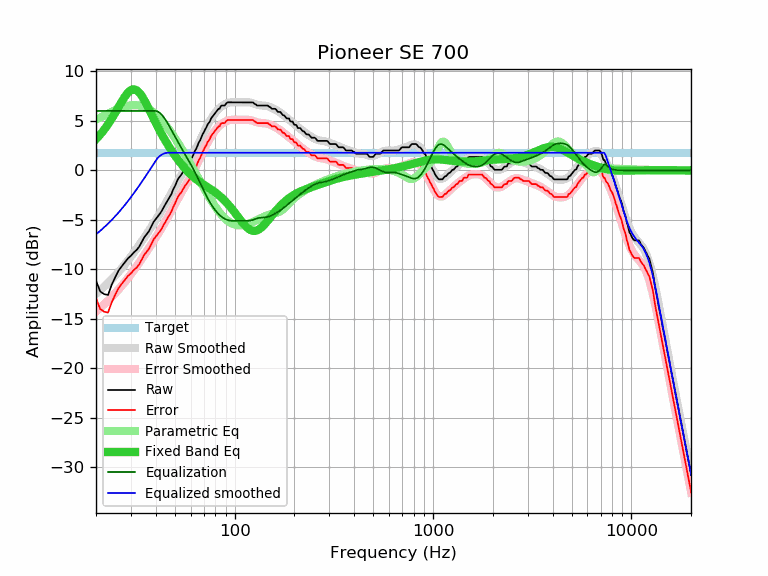 Pioneer SE 700
Amplitude (dBr)
10
5
0
−5
−10
−15
−20
−25
−30
Target
Raw Smoothed
Error Smoothed
Raw
Error
Parametric Eq
Fixed Band Eq
Equalization
Equalized smoothed
100
1000
10000
Frequency (Hz)